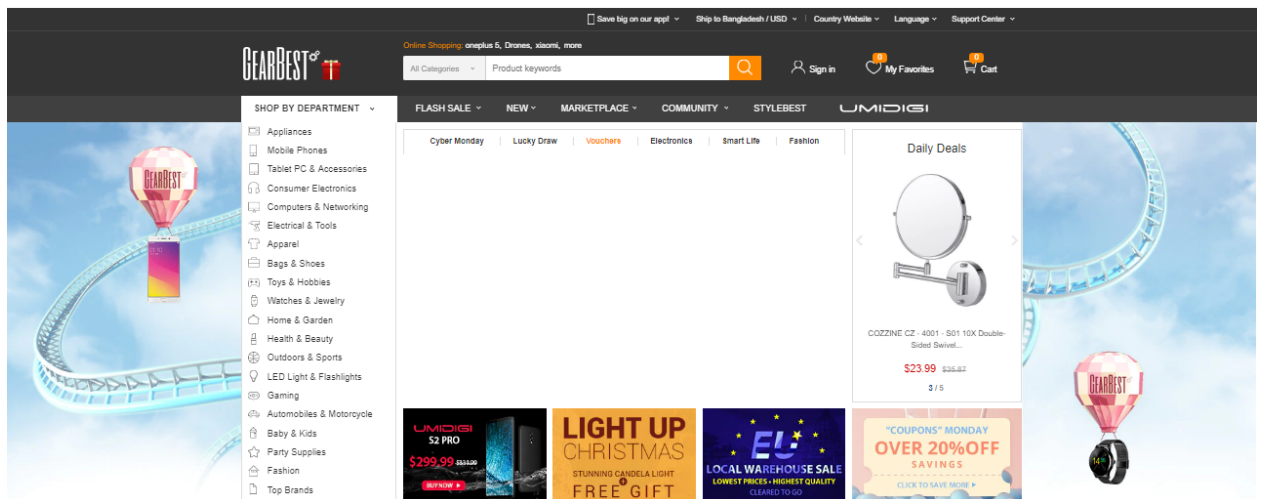 Save big on our app!
Ship to Bangladesh / USD
Country Website
Language
Support Center
GEARBEST
Online Shopping: oneplus 5, Drones, xiaomi, more
All Categories
Product keywords
Sign in
0
My Favorites
0
Cart
SHOP BY DEPARTMENT
FLASH SALE
NEW
MARKETPLACE
COMMUNITY
STYLEBEST
UMIDIGI
Appliances
Mobile Phones
Tablet PC & Accessories
Consumer Electronics
Computers & Networking
Electrical & Tools
Apparel
Bags & Shoes
Toys & Hobbies
Watches & Jewelry
Home & Garden
Health & Beauty
Outdoors & Sports
LED Light & Flashlights
Gaming
Automobiles & Motorcycle
Baby & Kids
Party Supplies
Fashion
Top Brands
Cyber Monday
Lucky Draw
Vouchers
Electronics
Smart Life
Fashion
Daily Deals
COZZINE CZ - 4001 - S01 10X Double-
Sided Swivel...
$23.99 $35.87
3 / 5
UMIDIGI
S2 PRO
$299.99
BUY NOW
LIGHT UP
CHRISTMAS
STUNNING CANDELA LIGHT
FREE GIFT
EU
LOCAL WAREHOUSE SALE
LOWEST PRICES • HIGHEST QUALITY
CLEARED TO GO
"COUPONS" MONDAY
OVER 20%OFF
SAVINGS
CLICK TO SAVE MORE
GEARBEST
GEARBEST